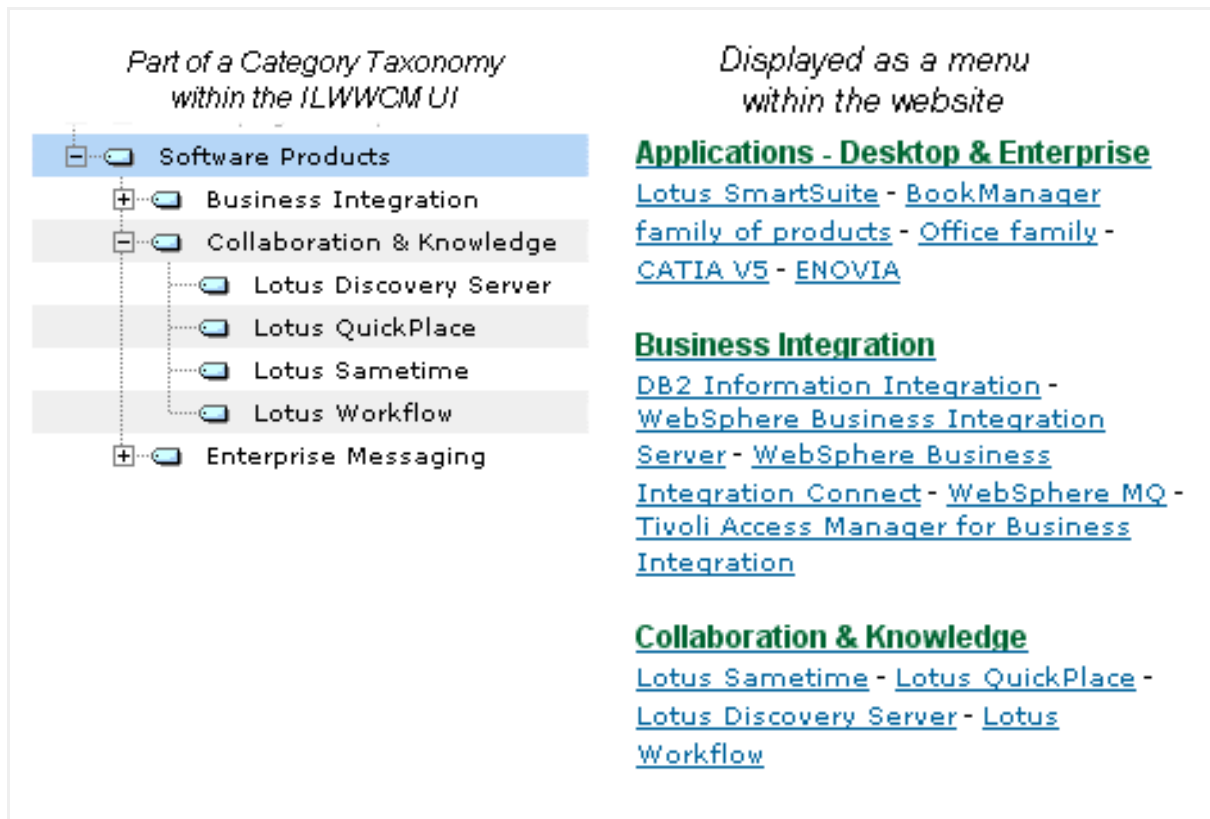 Part of a Category Taxonomy
within the ILWWCM UI
Software Products
Business Integration
Collaboration & Knowledge
Lotus Discovery Server
Lotus QuickPlace
Lotus Sametime
Lotus Workflow
Enterprise Messaging
Displayed as a menu
within the website
Applications - Desktop & Enterprise
Lotus SmartSuite - BookManager
family of products - Office family -
CATIA V5 - ENOVIA
Business Integration
DB2 Information Integration -
WebSphere Business Integration
Server - WebSphere Business
Integration Connect - WebSphere MQ -
Tivoli Access Manager for Business
Integration
Collaboration & Knowledge
Lotus Sametime - Lotus QuickPlace -
Lotus Discovery Server - Lotus
Workflow